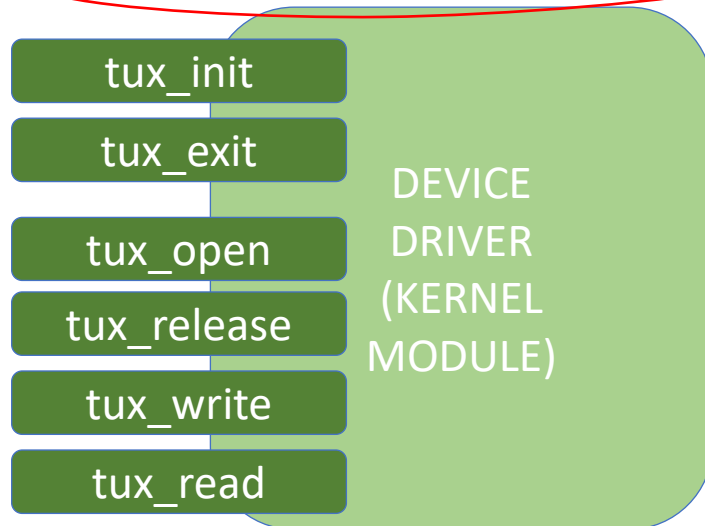 tux_init
tux_exit
tux_open
tux_release
tux_write
tux_read
DEVICE
DRIVER
(KERNEL
MODULE)